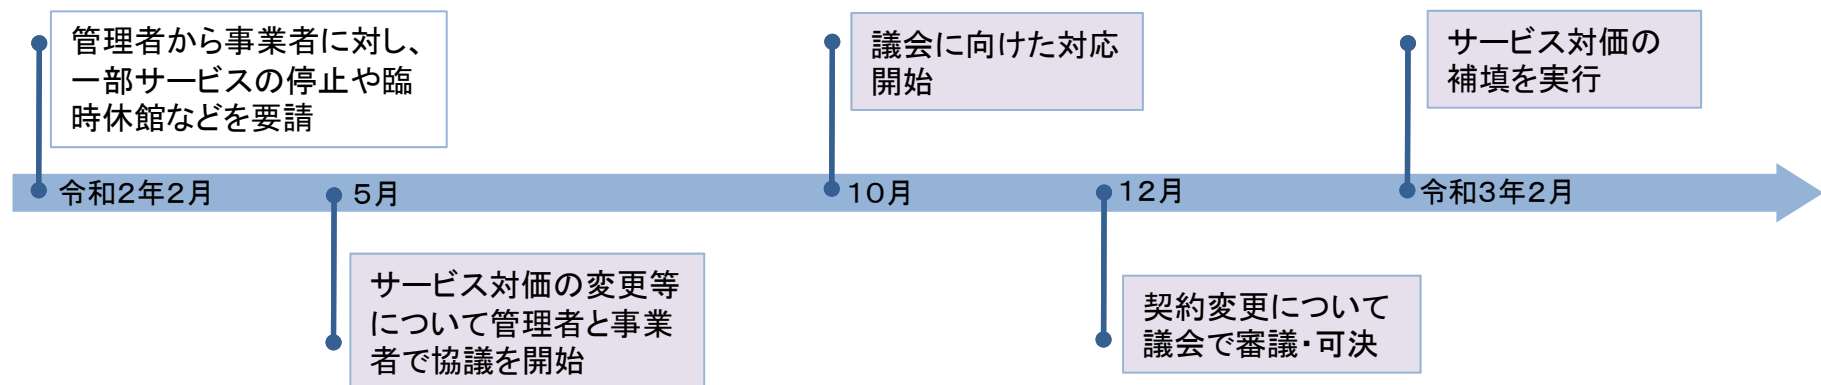 管理者から事業者に対し、
一部サービスの停止や臨
時休館などを要請
議会に向けた対応
開始
サービス対価の
補填を実行
令和2年2月
5月
10月
12月
令和3年2月
サービス対価の変更等
について管理者と事業
者で協議を開始
契約変更について
議会で審議・可決